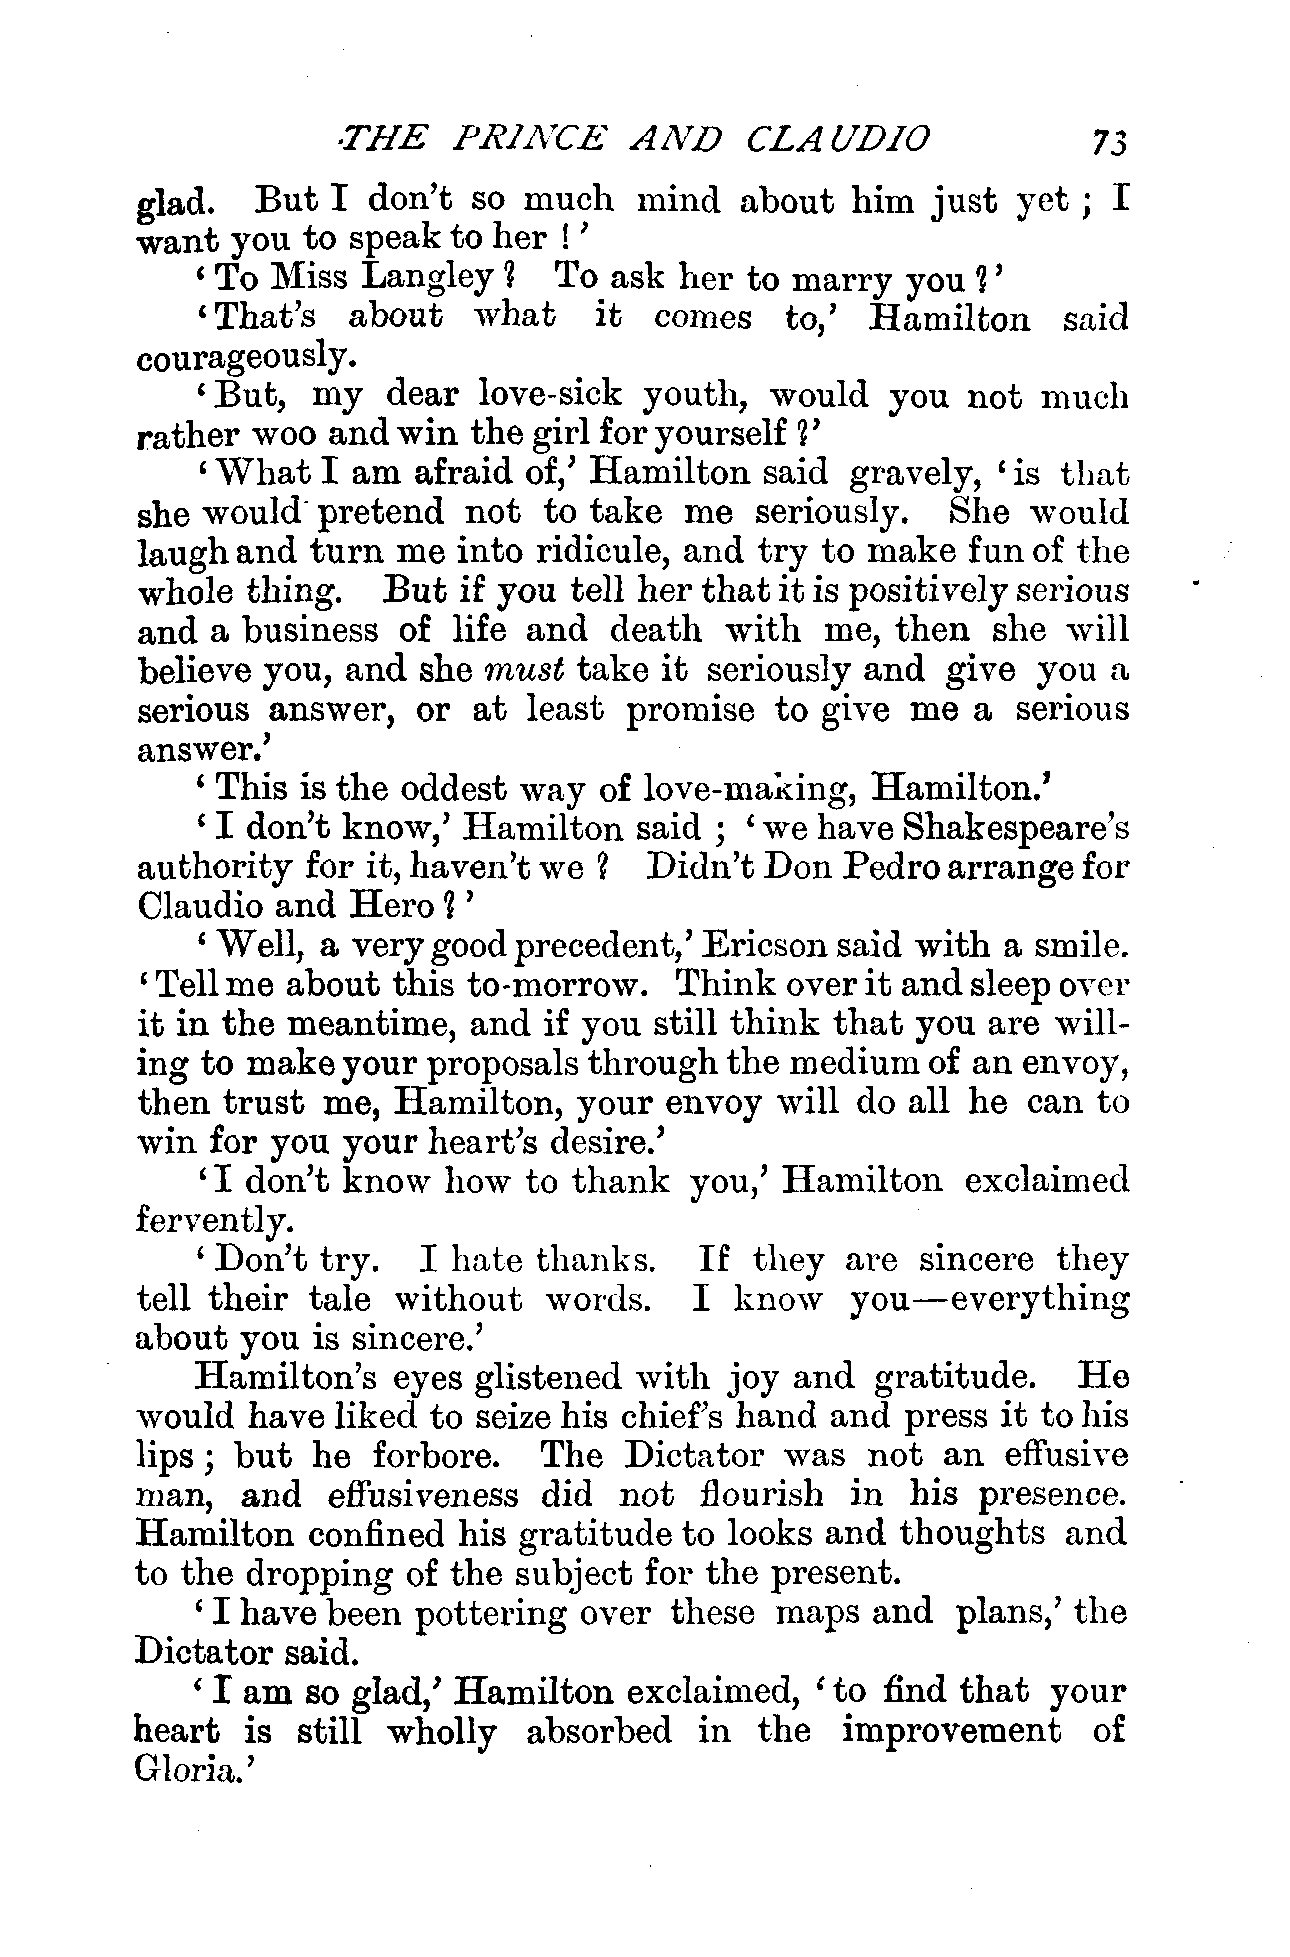 THE PRINCE AND CLAUDIO 73
glad. But I don't so much mind about him just yet ; I
want you to speak to her ! '
' To Miss Langley ? To ask her to marry you ? '
' That's about what it comes to,' Hamilton said
courageously.
' But, my dear love-sick youth, would you not much
rather woo and win the girl for yourself ? '
' What I am afraid of,' Hamilton said gravely, ' is that
she would pretend not to take me seriously. She would
laugh and turn me into ridicule, and try to make fun of the
whole thing. But if you tell her that it is positively serious
and a business of life and death with me, then she will
believe you, and she must take it seriously and give you a
serious answer, or at least promise to give me a serious
answer.'
' This is the oddest way of love-making, Hamilton.'
' I don't know,' Hamilton said ; ' we have Shakespeare's
authority for it, haven't we ? Didn't Don Pedro arrange for
Claudio and Hero ? '
' Well, a very good precedent,' Ericson said with a smile.
' Tell me about this to-morrow. Think over it and sleep over
it in the meantime, and if you still think that you are will-
ing to make your proposals through the medium of an envoy,
then trust me, Hamilton, your envoy will do all he can to
win for you your heart's desire.'
' I don't know how to thank you,' Hamilton exclaimed
fervently.
' Don't try. I hate thanks. If they are sincere they
tell their tale without words. I know you—everything
about you is sincere.'
Hamilton's eyes glistened with joy and gratitude. He
would have liked to seize his chief's hand and press it to his
lips ; but he forbore. The Dictator was not an effusive
man, and effusiveness did not flourish in his presence.
Hamilton confined his gratitude to looks and thoughts and
to the dropping of the subject for the present.
' I have been pottering over these maps and plans,' the
Dictator said.
' I am so glad,' Hamilton exclaimed, ' to find that your
heart is still wholly absorbed in the improvement of
Gloria.'